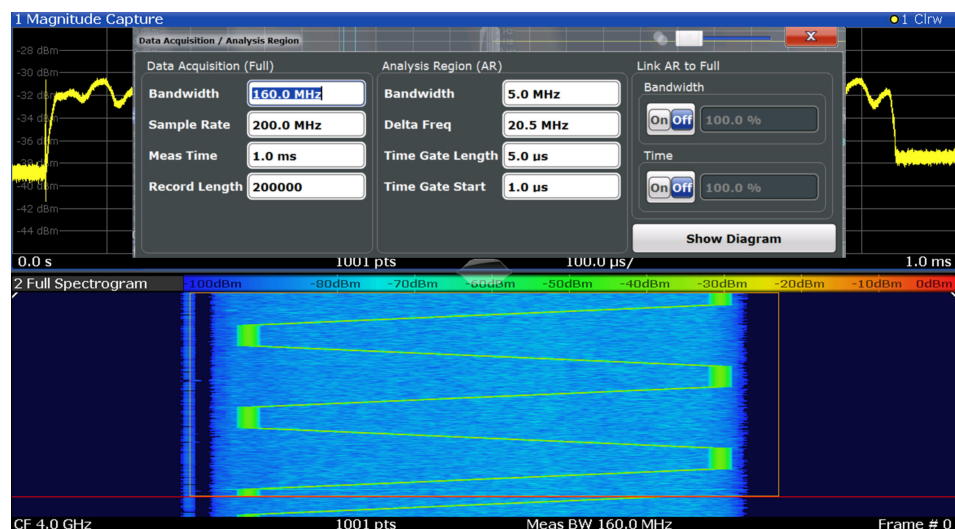 1 Magnitude Capture
1 Clrw
-28 dBm
-30 dBm
-32 dBm
-34 dBm
-36 dBm
-40 dBm
-42 dBm
-44 dBm
Data Acquisition / Analysis Region
X
Data Acquisition (Full)
Bandwidth 160.0 MHz
Sample Rate 200.0 MHz
Meas Time 1.0 ms
Record Length 200000
Analysis Region (AR)
Bandwidth 5.0 MHz
Delta Freq 20.5 MHz
Time Gate Length 5.0 µs
Time Gate Start 1.0 µs
Link AR to Full
Bandwidth
On Off 100.0 %
Time
On Off 100.0 %
Show Diagram
0.0 s 1001 pts 100.0 µs/ 1.0 ms
2 Full Spectrogram -100dBm -80dBm -70dBm -60dBm -50dBm -40dBm -30dBm -20dBm -10dBm 0dBm
CF 4.0 GHz 1001 pts Meas BW 160.0 MHz Frame # 0